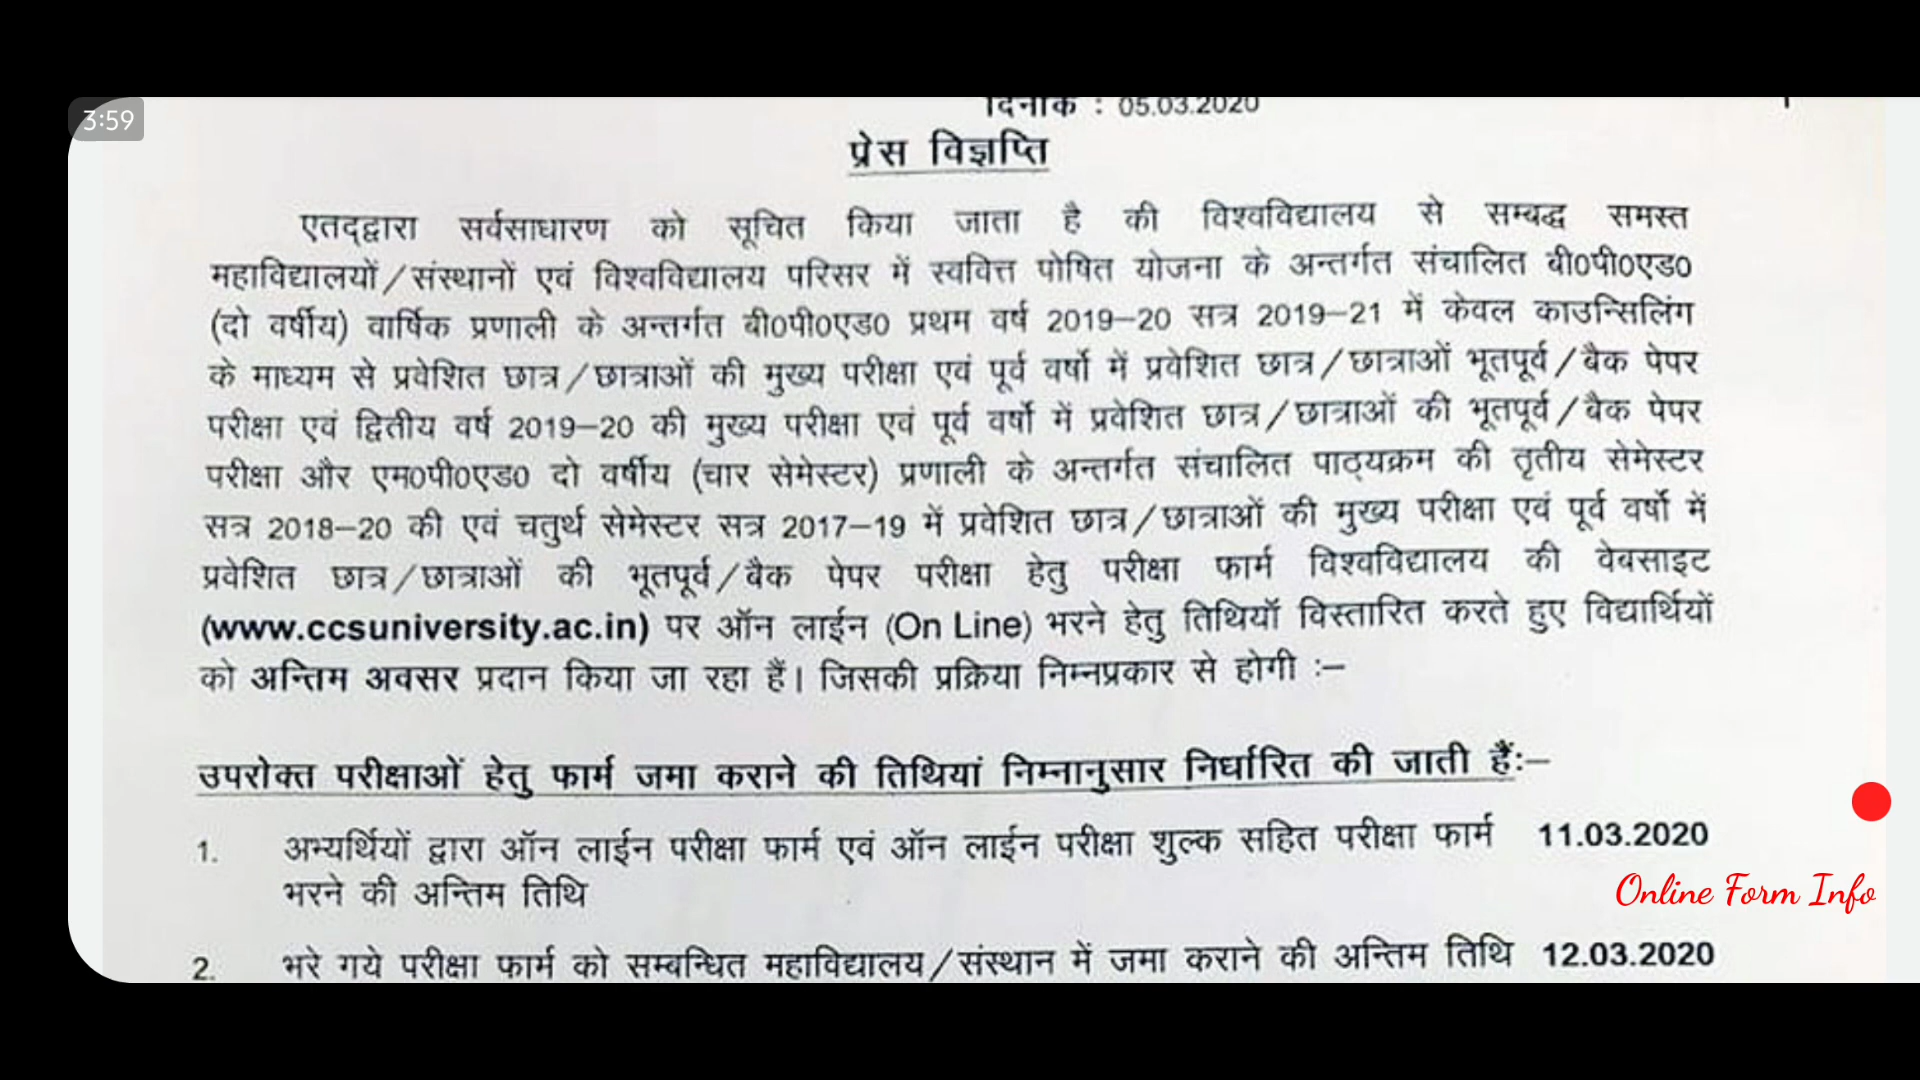 3:59
दिनांक : 05.03.2020
प्रेस विज्ञप्ति
एतद्द्वारा सर्वसाधारण को सूचित किया जाता है की विश्वविद्यालय से सम्बद्ध समस्त
महाविद्यालयों/संस्थानों एवं विश्वविद्यालय परिसर में स्ववित्त पोषित योजना के अन्तर्गत संचालित बी0पी0एड0
(दो वर्षीय) वार्षिक प्रणाली के अन्तर्गत बी0पी0एड0 प्रथम वर्ष 2019–20 सत्र 2019–21 में केवल काउन्सिलिंग
के माध्यम से प्रवेशित छात्र/छात्राओं की मुख्य परीक्षा एवं पूर्व वर्षो में प्रवेशित छात्र/छात्राओं भूतपूर्व/बैक पेपर
परीक्षा एवं द्वितीय वर्ष 2019–20 की मुख्य परीक्षा एवं पूर्व वर्षो में प्रवेशित छात्र/छात्राओं की भूतपूर्व/बैक पेपर
परीक्षा और एम0पी0एड0 दो वर्षीय (चार सेमेस्टर) प्रणाली के अन्तर्गत संचालित पाठ्यक्रम की तृतीय सेमेस्टर
सत्र 2018–20 की एवं चतुर्थ सेमेस्टर सत्र 2017–19 में प्रवेशित छात्र/छात्राओं की मुख्य परीक्षा एवं पूर्व वर्षो में
प्रवेशित छात्र/छात्राओं की भूतपूर्व/बैक पेपर परीक्षा हेतु परीक्षा फार्म विश्वविद्यालय की वेबसाइट
(www.ccsuniversity.ac.in) पर ऑन लाईन (On Line) भरने हेतु तिथियॉ विस्तारित करते हुए विद्यार्थियों
को अन्तिम अवसर प्रदान किया जा रहा हैं। जिसकी प्रक्रिया निम्नप्रकार से होगी :–
उपरोक्त परीक्षाओं हेतु फार्म जमा कराने की तिथियां निम्नानुसार निर्धारित की जाती हैं:–
1. अभ्यर्थियों द्वारा ऑन लाईन परीक्षा फार्म एवं ऑन लाईन परीक्षा शुल्क सहित परीक्षा फार्म 11.03.2020
भरने की अन्तिम तिथि
Online Form Info
2. भरे गये परीक्षा फार्म को सम्बन्धित महाविद्यालय/संस्थान में जमा कराने की अन्तिम तिथि 12.03.2020